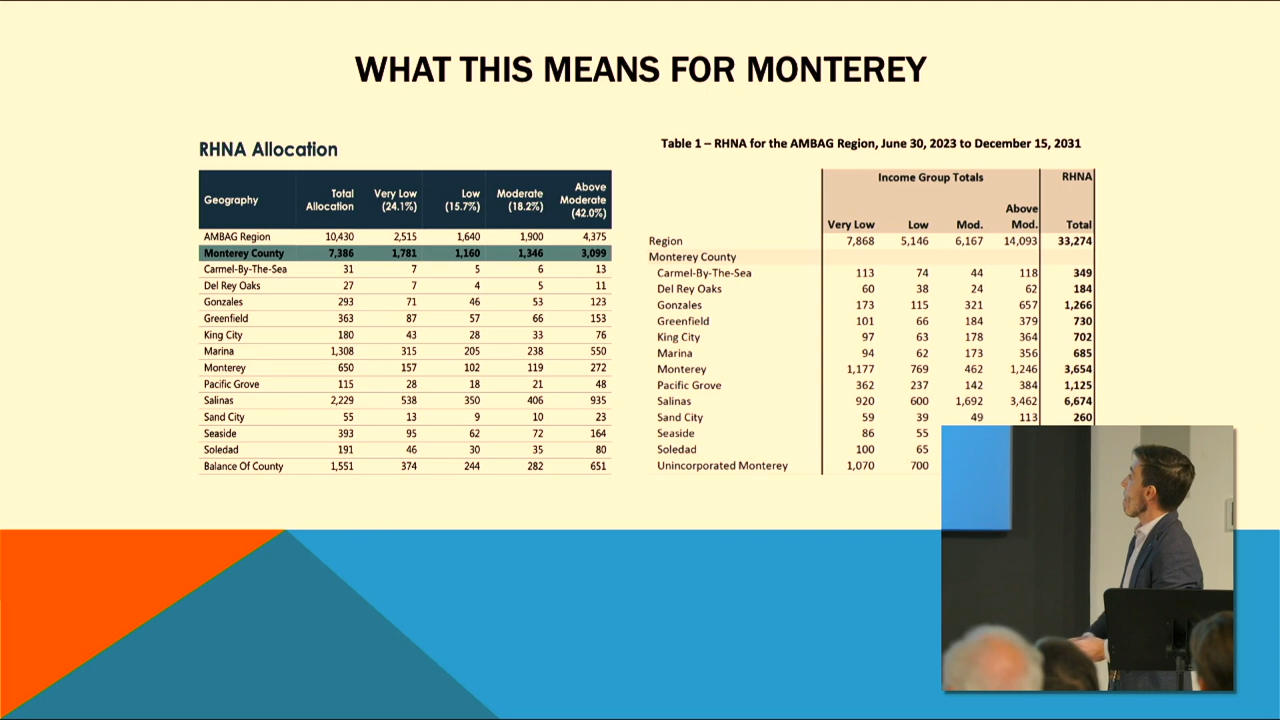 WHAT THIS MEANS FOR MONTEREY
RHNA Allocation
Geography Total Allocation Very Low (24.1%) Low (15.7%) Moderate (18.2%) Above Moderate (42.0%)
AMBAG Region 10,430 2,515 1,640 1,900 4,375
Monterey County 7,386 1,781 1,160 1,346 3,099
Carmel-By-The-Sea 31 7 5 6 13
Del Rey Oaks 27 7 4 5 11
Gonzales 293 71 46 53 123
Greenfield 363 87 57 66 153
King City 180 43 28 33 76
Marina 1,308 315 205 238 550
Monterey 650 157 102 119 272
Pacific Grove 115 28 18 21 48
Salinas 2,229 538 350 406 935
Sand City 55 13 9 10 23
Seaside 393 95 62 72 164
Soledad 191 46 30 35 80
Balance Of County 1,551 374 244 282 651
Table 1 – RHNA for the AMBAG Region, June 30, 2023 to December 15, 2031
Income Group Totals RHNA
Very Low Low Mod. Above Mod. Total
Region 7,868 5,146 6,167 14,093 33,274
Monterey County
Carmel-By-The-Sea 113 74 44 118 349
Del Rey Oaks 60 38 24 62 184
Gonzales 173 115 321 657 1,266
Greenfield 101 66 184 379 730
King City 97 63 178 364 702
Marina 94 62 173 356 685
Monterey 1,177 769 462 1,246 3,654
Pacific Grove 362 237 142 384 1,125
Salinas 920 600 1,692 3,462 6,674
Sand City 59 39 49 113 260
Seaside 86 55
Soledad 100 65
Unincorporated Monterey 1,070 700